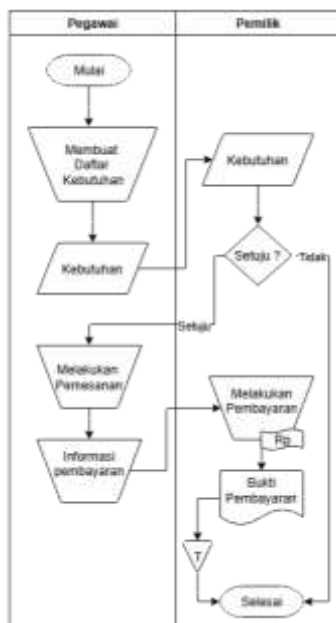 Pegawai
Pemilik
Mulai
Membuat
Daftar
Kebutuhan
Kebutuhan
Kebutuhan
Setuju ?
Tidak
Setuju
Melakukan
Pemesanan
Melakukan
Pembayaran
Rp
Informasi
pembayaran
Bukti
Pembayaran
T
Selesai